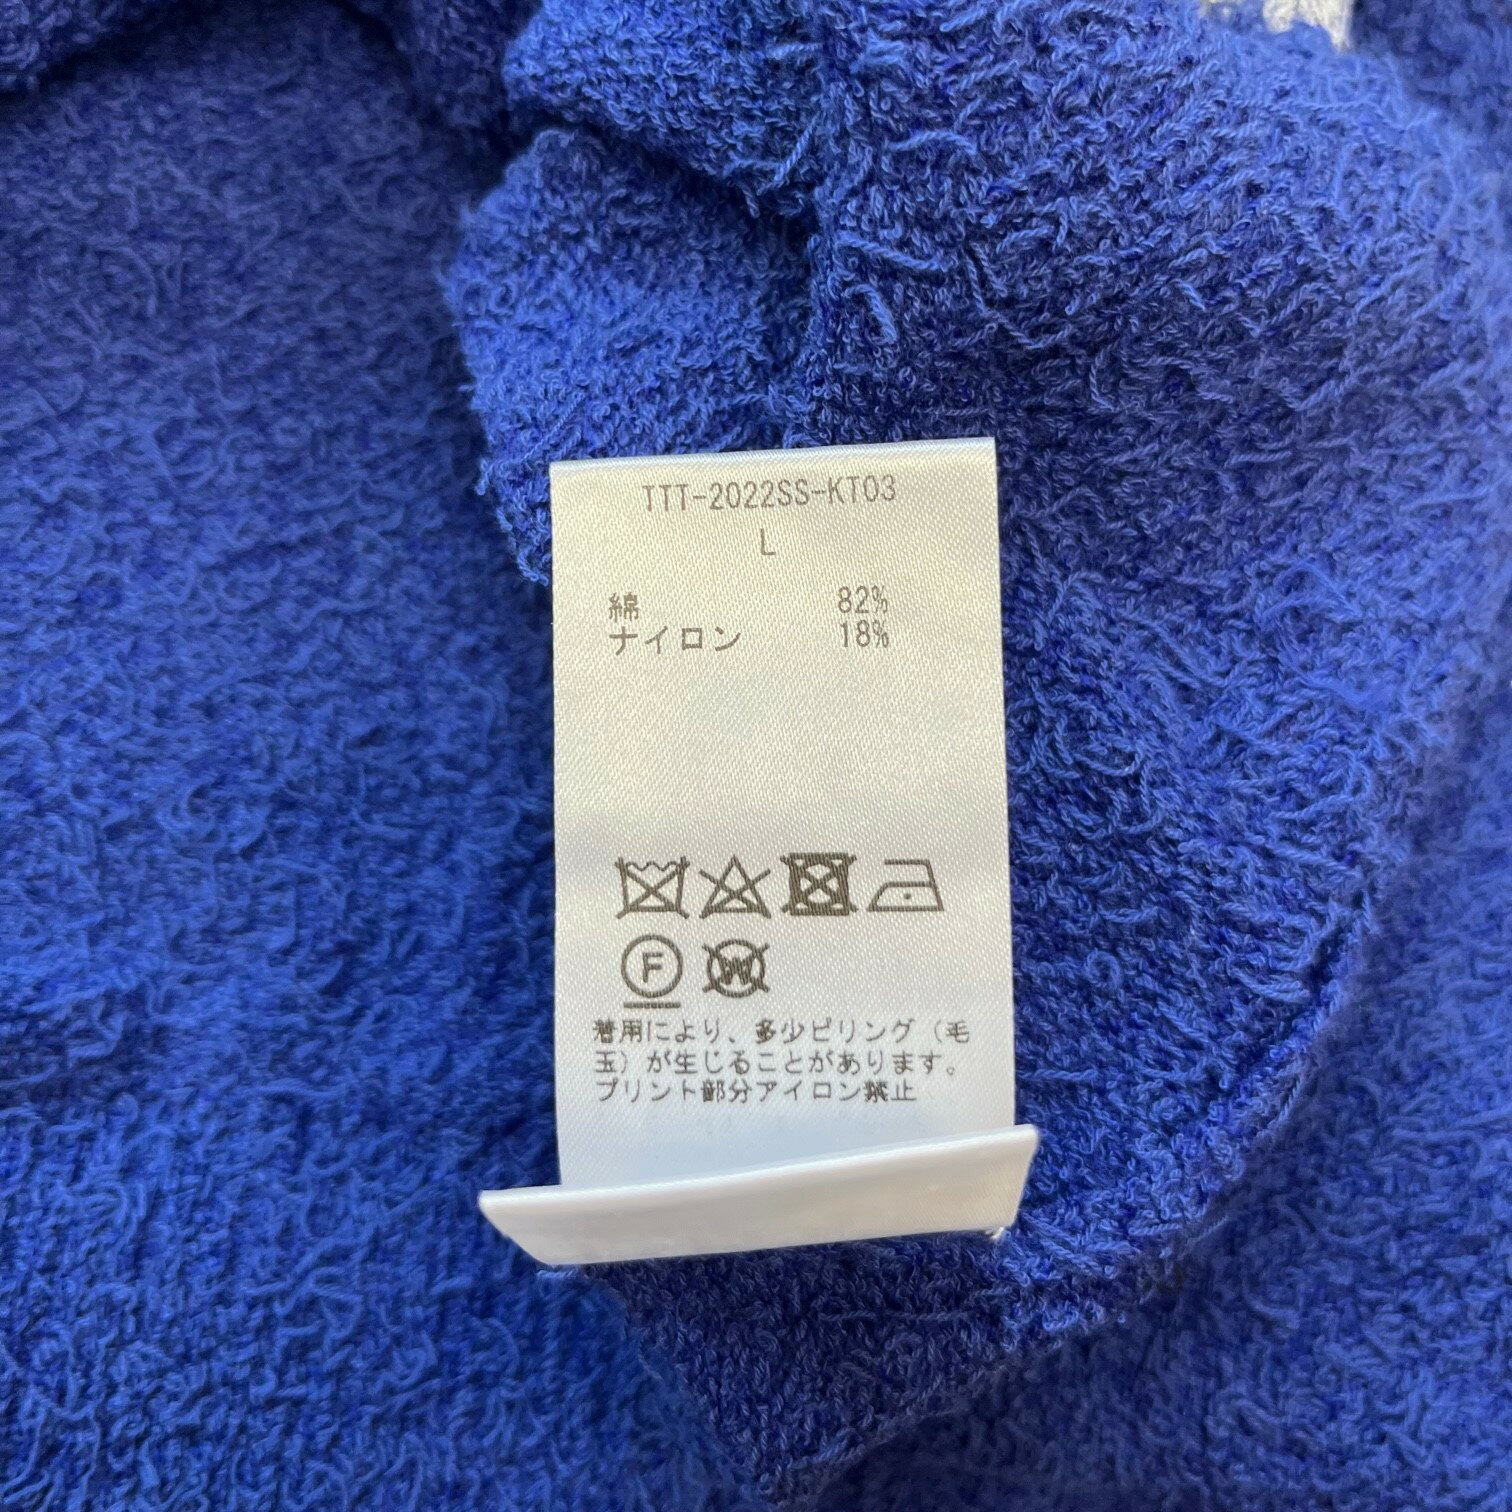 TTT-2022SS-KT03
L
綿 82%
ナイロン 18%
F W
着用により、多少ピリング（毛
玉）が生じることがあります。
プリント部分アイロン禁止